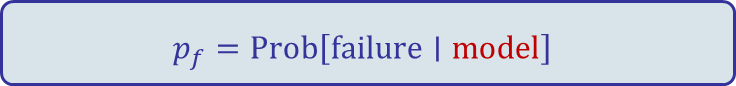 p_f = Prob[failure | model]